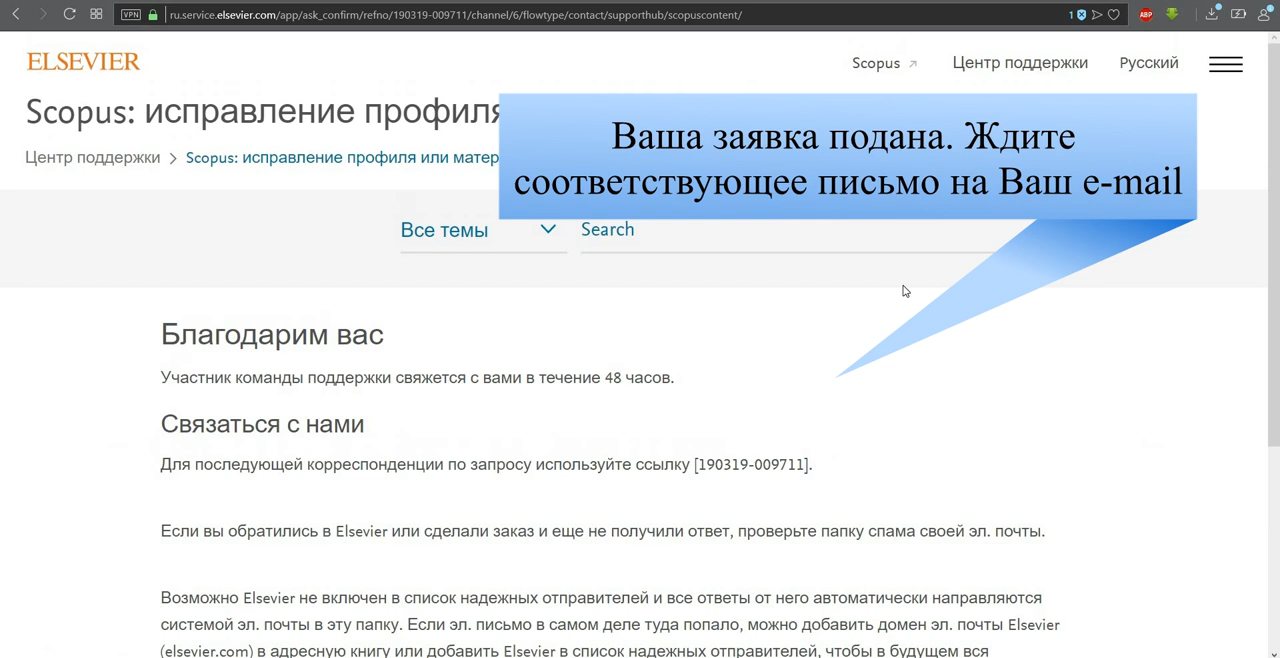 VPN
ru.service.elsevier.com/app/ask_confirm/refno/190319-009711/channel/6/flowtype/contact/supporthub/scopuscontent/
1
ABP
ELSEVIER
Scopus
Центр поддержки
Русский
Scopus: исправление профиля
Центр поддержки > Scopus: исправление профиля или матер
Ваша заявка подана. Ждите
соответствующее письмо на Ваш e-mail
Все темы
Search
Благодарим вас
Участник команды поддержки свяжется с вами в течение 48 часов.
Связаться с нами
Для последующей корреспонденции по запросу используйте ссылку [190319-009711].
Если вы обратились в Elsevier или сделали заказ и еще не получили ответ, проверьте папку спама своей эл. почты.
Возможно Elsevier не включен в список надежных отправителей и все ответы от него автоматически направляются
системой эл. почты в эту папку. Если эл. письмо в самом деле туда попало, можно добавить домен эл. почты Elsevier
(elsevier.com) в адресную книгу или добавить Elsevier в список надежных отправителей, чтобы в будущем вся